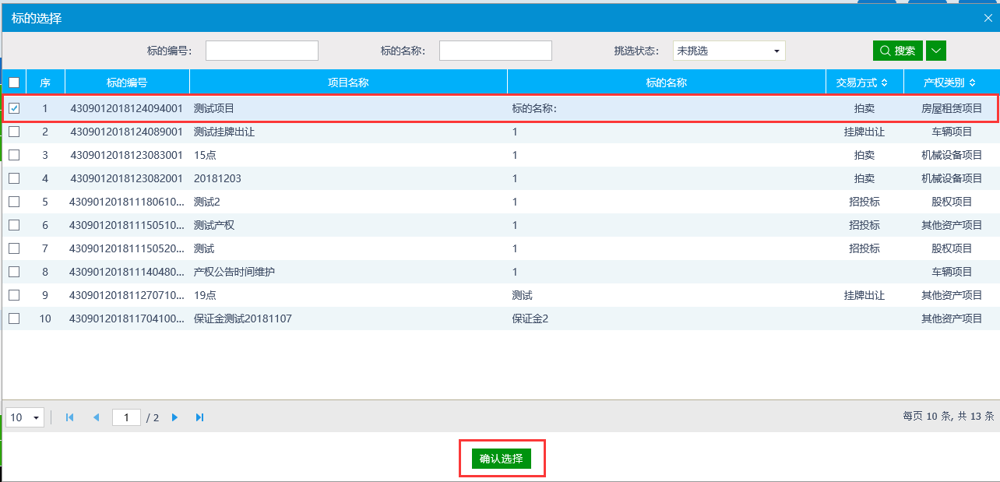 标的选择
标的编号： 标的名称： 挑选状态： 未挑选 搜索
序 标的编号 项目名称 标的名称 交易方式 产权类别
1 4309012018124094001 测试项目 标的名称： 拍卖 房屋租赁项目
2 4309012018124089001 测试挂牌出让 1 挂牌出让 车辆项目
3 4309012018123083001 15点 1 拍卖 机械设备项目
4 4309012018123082001 20181203 1 拍卖 机械设备项目
5 430901201811180610... 测试2 1 招投标 股权项目
6 430901201811150510... 测试产权 1 招投标 其他资产项目
7 430901201811150520... 测试 1 招投标 股权项目
8 430901201811140480... 产权公告时间维护 1 车辆项目
9 430901201811270710... 19点 测试 挂牌出让 其他资产项目
10 430901201811704100... 保证金测试20181107 保证金2 其他资产项目
10 1 / 2 每页 10 条, 共 13 条
确认选择